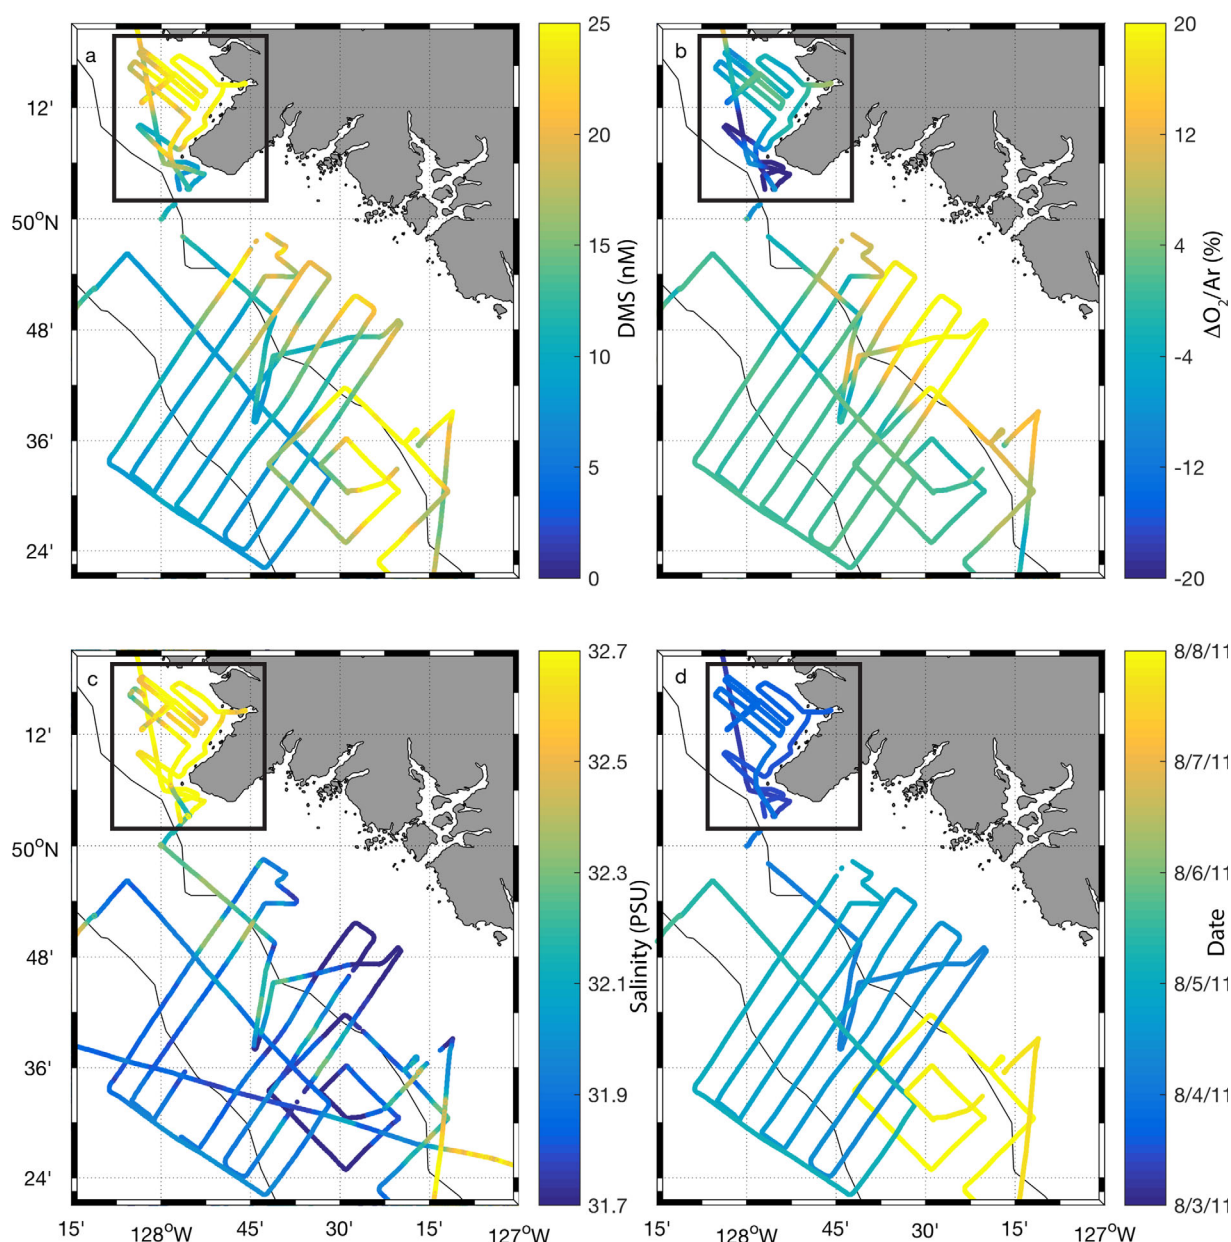 a
12'
50°N
48'
36'
24'
25
20
15
10
5
0
DMS (nM)
b
20
12
4
-4
-12
-20
ΔO₂/Ar (%)
c
12'
50°N
48'
36'
24'
15'
128°W
45'
30'
15'
127°W
32.7
32.5
32.3
32.1
31.9
31.7
Salinity (PSU)
d
15'
128°W
45'
30'
15'
127°W
8/8/11
8/7/11
8/6/11
8/5/11
8/4/11
8/3/11
Date